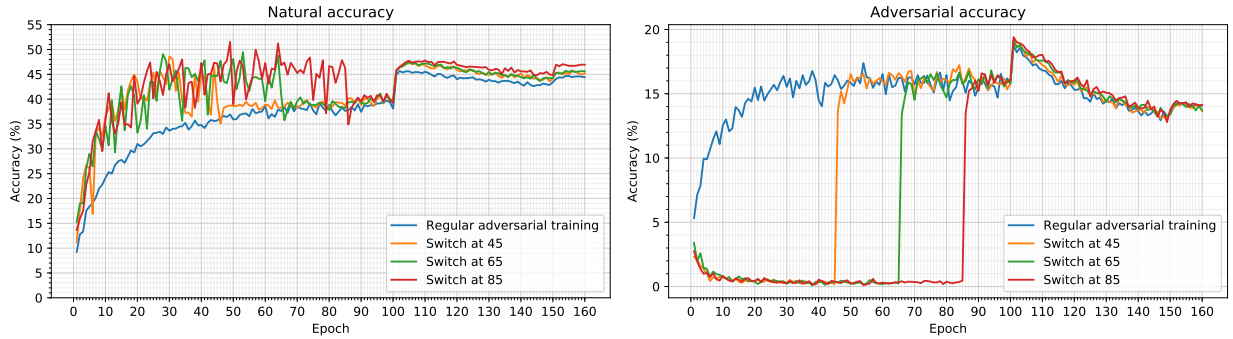 Natural accuracy
Accuracy (%)
55
50
45
40
35
30
25
20
15
10
5
0
0 10 20 30 40 50 60 70 80 90 100 110 120 130 140 150 160
Epoch
Regular adversarial training
Switch at 45
Switch at 65
Switch at 85
Adversarial accuracy
Accuracy (%)
20
15
10
5
0
0 10 20 30 40 50 60 70 80 90 100 110 120 130 140 150 160
Epoch
Regular adversarial training
Switch at 45
Switch at 65
Switch at 85